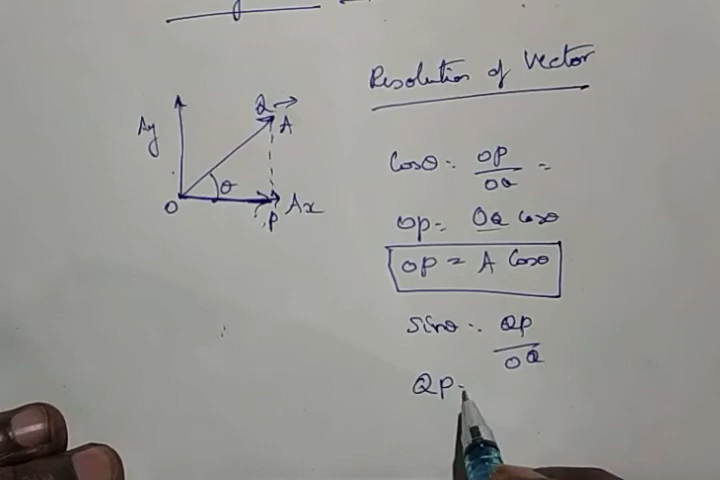 Resolution of Vector
Ay
Q
A
θ
O
P
Ax
Cosθ = OP / OQ =
OP = OQ Cosθ
OP = A Cosθ
Sinθ = QP / OQ
QP =